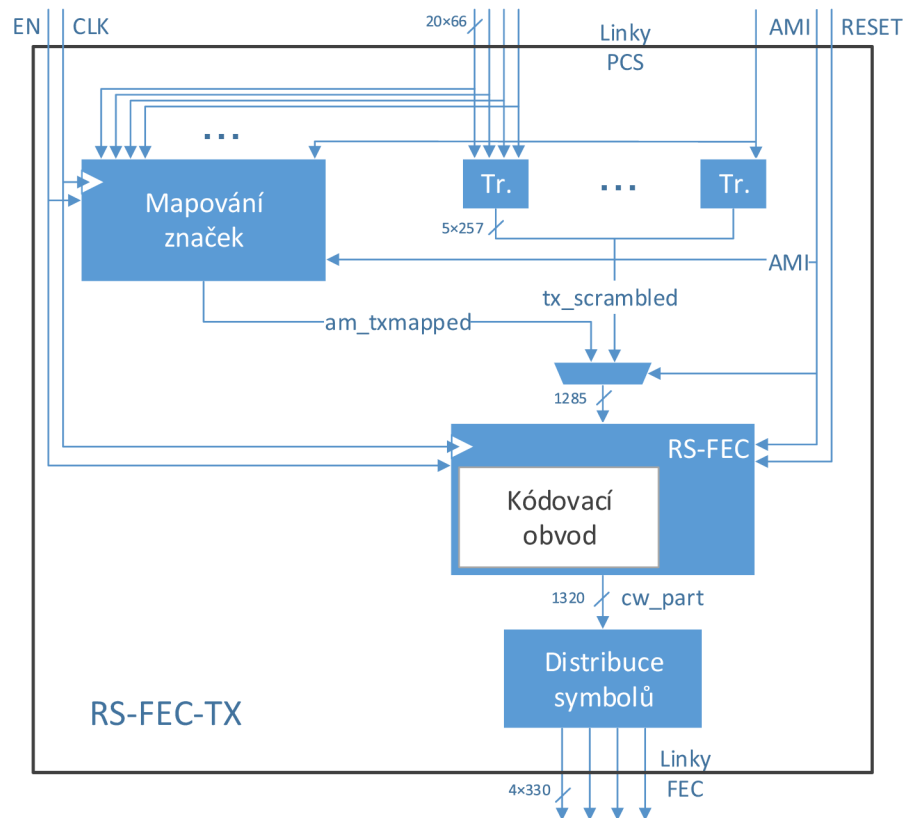 EN
CLK
20×66
Linky
PCS
AMI
RESET
...
Mapování
značek
Tr.
...
Tr.
5×257
AMI
tx_scrambled
am_txmapped
1285
RS-FEC
Kódovací
obvod
1320
cw_part
Distribuce
symbolů
RS-FEC-TX
Linky
FEC
4×330